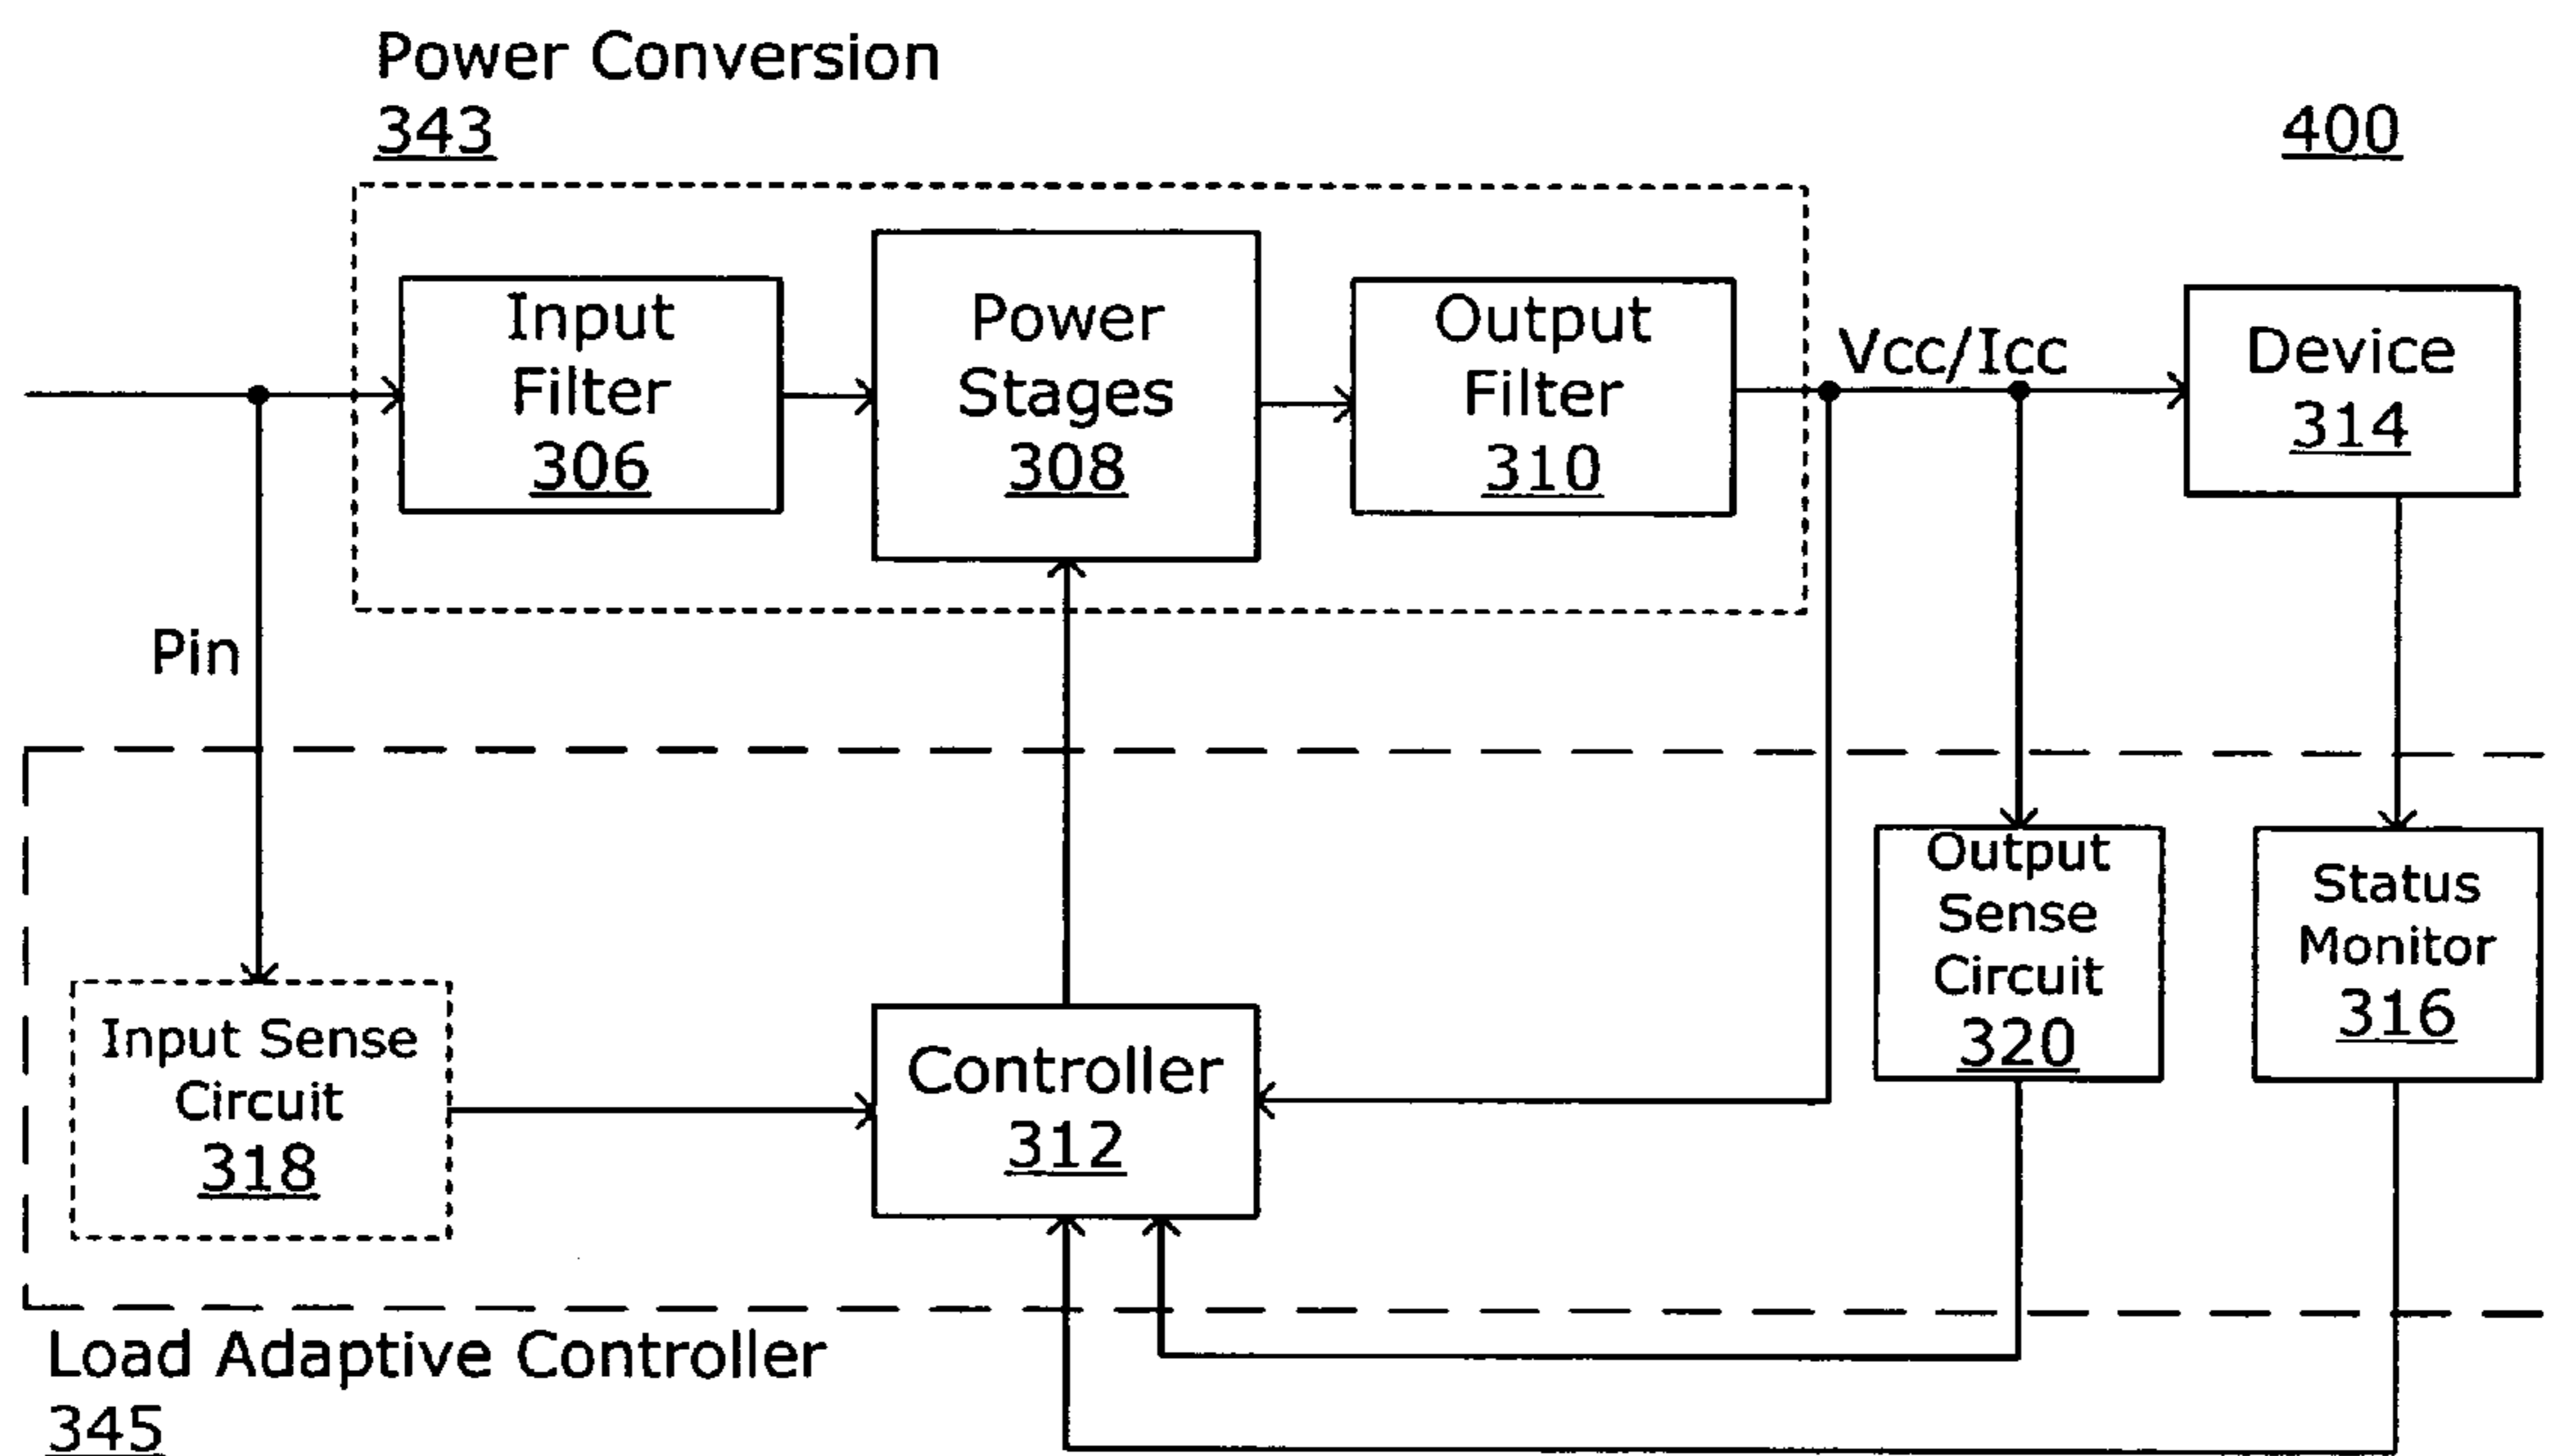 Power Conversion
343
400
Input
Filter
306
Power
Stages
308
Output
Filter
310
Vcc/Icc
Device
314
Pin
Input Sense
Circuit
318
Controller
312
Output
Sense
Circuit
320
Status
Monitor
316
Load Adaptive Controller
345